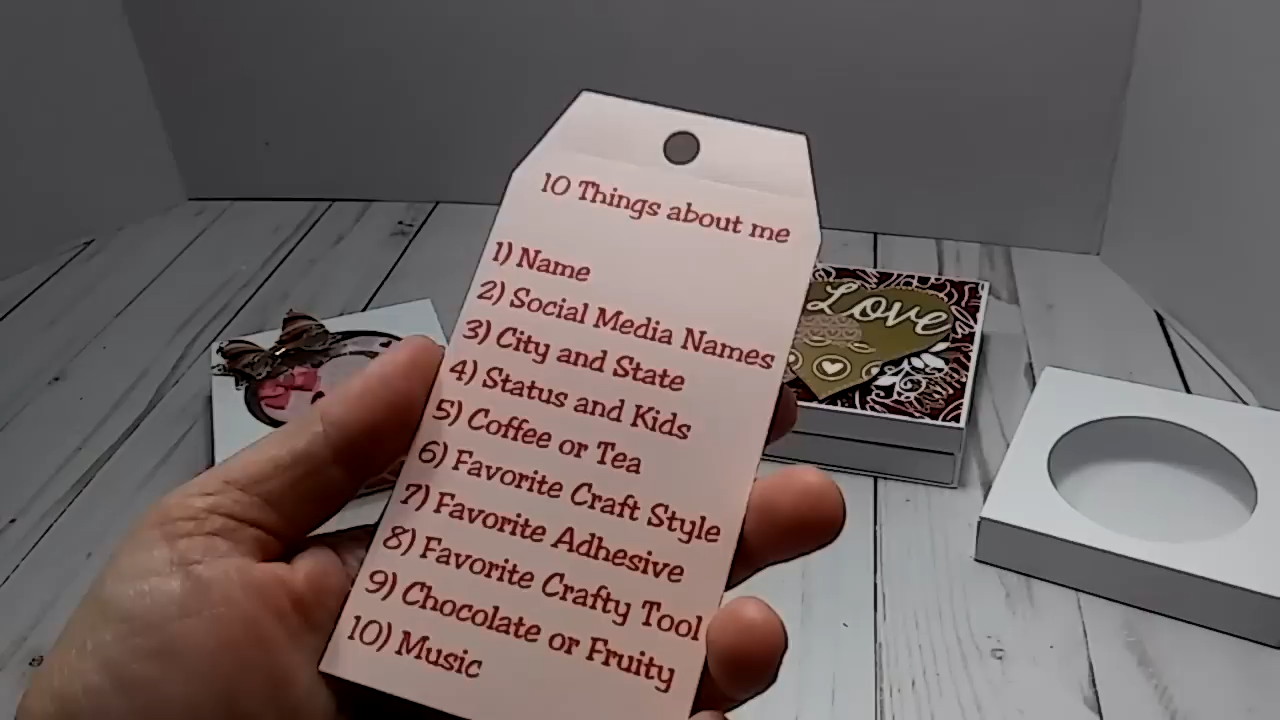 10 Things about me
1) Name
2) Social Media Names
3) City and State
4) Status and Kids
5) Coffee or Tea
6) Favorite Craft Style
7) Favorite Adhesive
8) Favorite Crafty Tool
9) Chocolate or Fruity
10) Music
Love